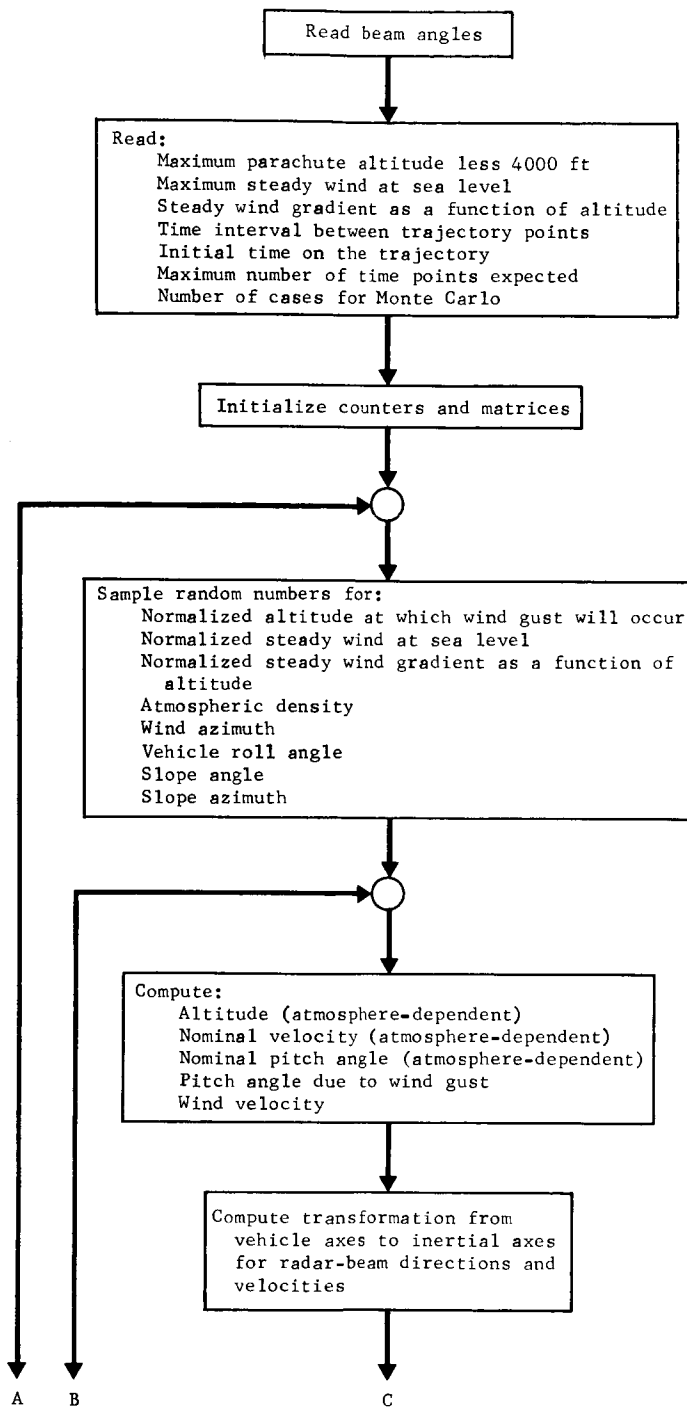 Read beam angles
Read:
Maximum parachute altitude less 4000 ft
Maximum steady wind at sea level
Steady wind gradient as a function of altitude
Time interval between trajectory points
Initial time on the trajectory
Maximum number of time points expected
Number of cases for Monte Carlo
Initialize counters and matrices
Sample random numbers for:
Normalized altitude at which wind gust will occur
Normalized steady wind at sea level
Normalized steady wind gradient as a function of
altitude
Atmospheric density
Wind azimuth
Vehicle roll angle
Slope angle
Slope azimuth
Compute:
Altitude (atmosphere-dependent)
Nominal velocity (atmosphere-dependent)
Nominal pitch angle (atmosphere-dependent)
Pitch angle due to wind gust
Wind velocity
Compute transformation from
vehicle axes to inertial axes
for radar-beam directions and
velocities
A B C